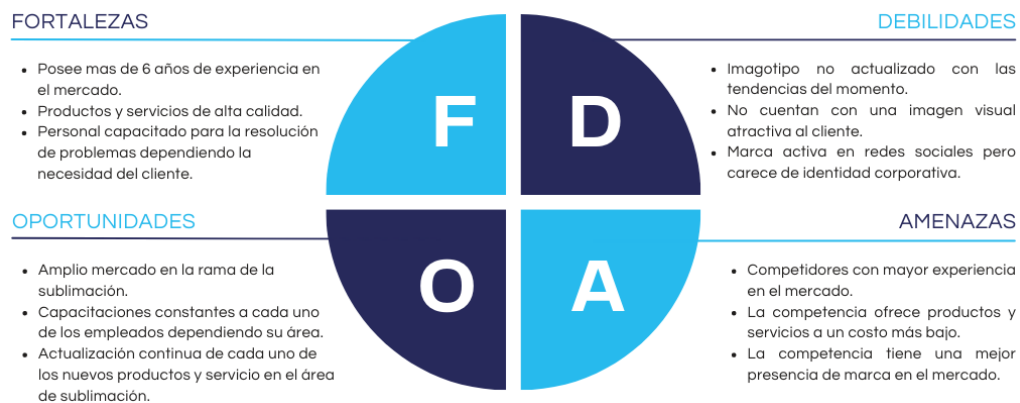 FORTALEZAS
• Posee mas de 6 años de experiencia en
el mercado.
• Productos y servicios de alta calidad.
• Personal capacitado para la resolución
de problemas dependiendo la
necesidad del cliente.
F
D
DEBILIDADES
• Imagotipo no actualizado con las
tendencias del momento.
• No cuentan con una imagen visual
atractiva al cliente.
• Marca activa en redes sociales pero
carece de identidad corporativa.
OPORTUNIDADES
• Amplio mercado en la rama de la
sublimación.
• Capacitaciones constantes a cada uno
de los empleados dependiendo su área.
• Actualización continua de cada uno de
los nuevos productos y servicio en el área
de sublimación.
O
A
AMENAZAS
• Competidores con mayor experiencia
en el mercado.
• La competencia ofrece productos y
servicios a un costo más bajo.
• La competencia tiene una mejor
presencia de marca en el mercado.